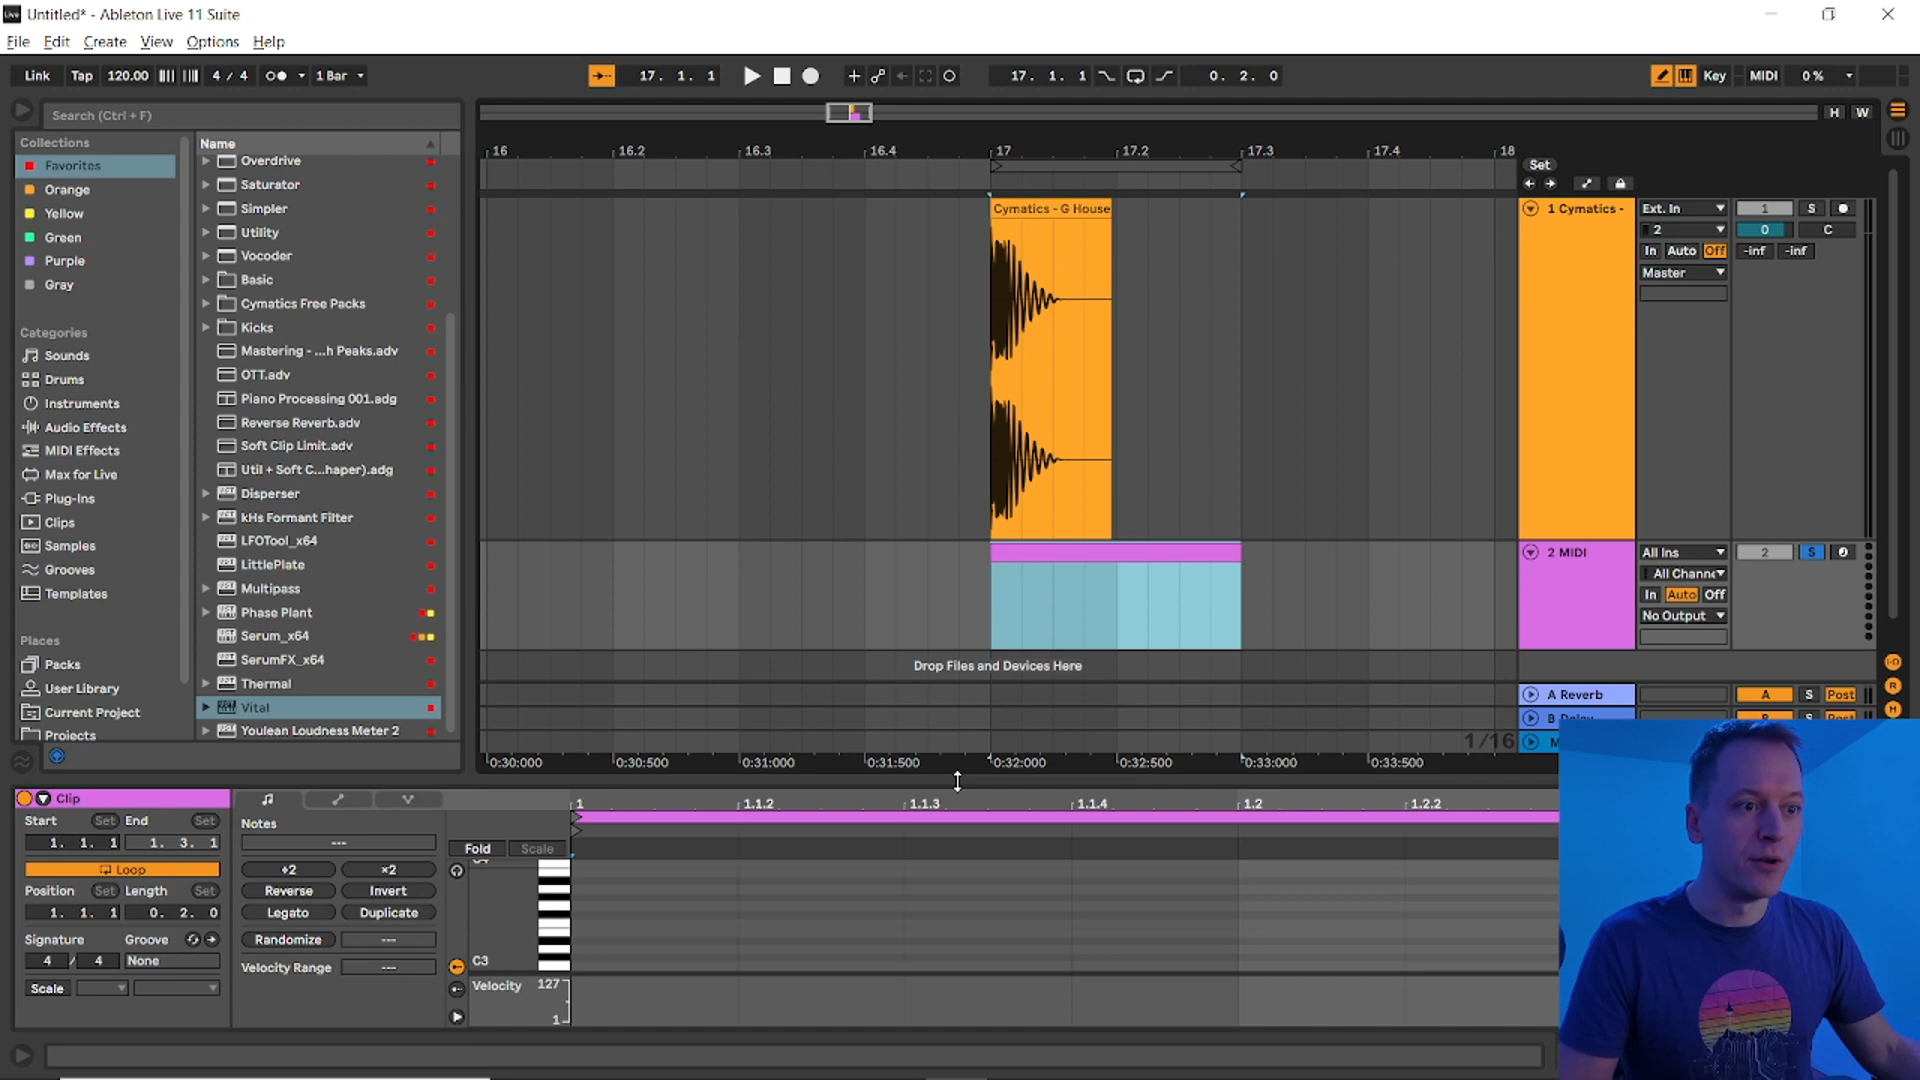 Untitled* - Ableton Live 11 Suite
File Edit Create View Options Help
Link Tap 120.00 4 / 4 1 Bar 17. 1. 1 17. 1. 1 0. 2. 0 Key MIDI 0 %
Search (Ctrl + F)
H W
Collections
Favorites
Orange
Yellow
Green
Purple
Gray
Categories
Sounds
Drums
Instruments
Audio Effects
MIDI Effects
Max for Live
Plug-Ins
Clips
Samples
Grooves
Templates
Places
Packs
User Library
Current Project
Projects
Name
Overdrive
Saturator
Simpler
Utility
Vocoder
Basic
Cymatics Free Packs
Kicks
Mastering - ...h Peaks.adv
OTT.adv
Piano Processing 001.adg
Reverse Reverb.adv
Soft Clip Limit.adv
Util + Soft C...haper).adg
Disperser
kHs Formant Filter
LFOTool_x64
LittlePlate
Multipass
Phase Plant
Serum_x64
SerumFX_x64
Thermal
Vital
Youlean Loudness Meter 2
16 16.2 16.3 16.4 17 17.2 17.3 17.4 18
Set
Cymatics - G House
1 Cymatics - Ext. In 1 S
2 0 C
In Auto Off -inf -inf
Master
2 MIDI All Ins 2 S
All Channe
In Auto Off
No Output
Drop Files and Devices Here
A Reverb A S Post
B Delay
1/16
0:30:000 0:30:500 0:31:000 0:31:500 0:32:000 0:32:500 0:33:000 0:33:500
Clip
Start Set End Set
1. 1. 1 1. 3. 1
Loop
Position Set Length Set
1. 1. 1 0. 2. 0
Signature Groove
4 / 4 None
Scale
Notes
---
÷2 ×2
Reverse Invert
Legato Duplicate
Randomize ---
Velocity Range ---
1 1.1.2 1.1.3 1.1.4 1.2 1.2.2
Fold Scale
C3
Velocity 127
1